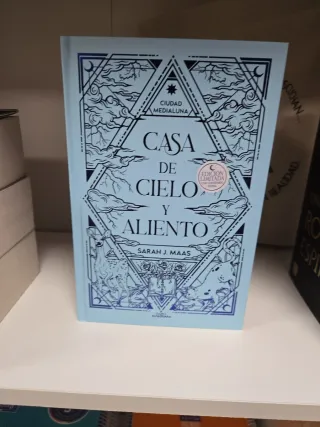 CIUDAD
MEDIALUNA
CASA
DE
CIELO
Y
ALIENTO
SARAH J. MAAS
EDICIÓN
LIMITADA